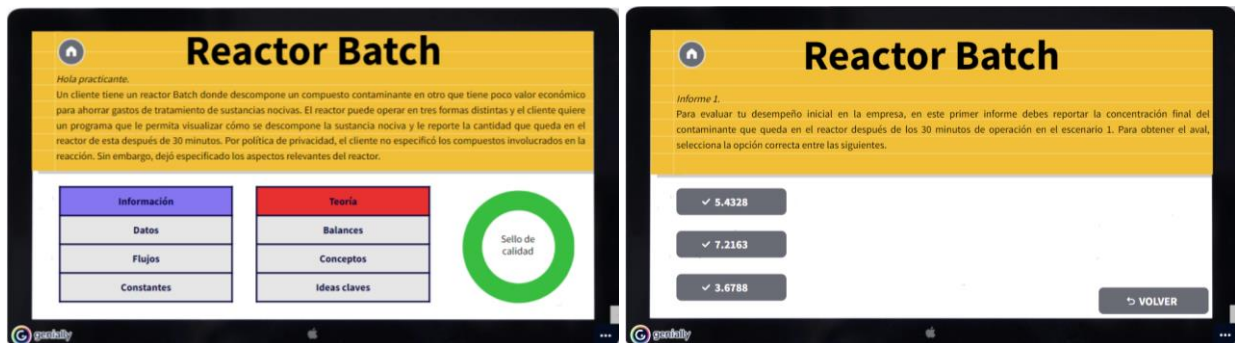 Reactor Batch
Hola practicante.
Un cliente tiene un reactor Batch donde descompone un compuesto contaminante en otro que tiene poco valor económico
para ahorrar gastos de tratamiento de sustancias nocivas. El reactor puede operar en tres formas distintas y el cliente quiere
un programa que le permita visualizar cómo se descompone la sustancia nociva y le reporte la cantidad que queda en el
reactor de esta después de 30 minutos. Por política de privacidad, el cliente no especificó los compuestos involucrados en la
reacción. Sin embargo, dejó especificado los aspectos relevantes del reactor.
Información
Datos
Flujos
Constantes
Teoría
Balances
Conceptos
Ideas claves
Sello de
calidad
genially
Reactor Batch
Informe 1.
Para evaluar tu desempeño inicial en la empresa, en este primer informe debes reportar la concentración final del
contaminante que queda en el reactor después de los 30 minutos de operación en el escenario 1. Para obtener el aval,
selecciona la opción correcta entre las siguientes.
5.4328
7.2163
3.6788
VOLVER
genially